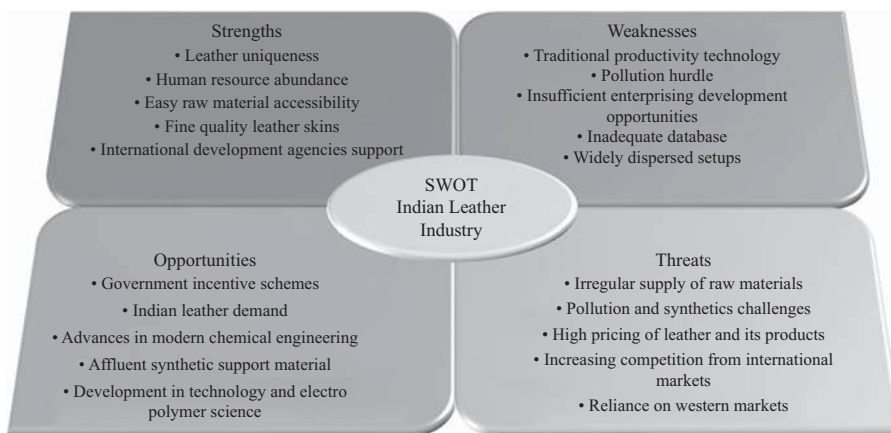 Strengths
• Leather uniqueness
• Human resource abundance
• Easy raw material accessibility
• Fine quality leather skins
• International development agencies support
Weaknesses
• Traditional productivity technology
• Pollution hurdle
• Insufficient enterprising development
opportunities
• Inadequate database
• Widely dispersed setups
SWOT
Indian Leather
Industry
Opportunities
• Government incentive schemes
• Indian leather demand
• Advances in modern chemical engineering
• Affluent synthetic support material
• Development in technology and electro
polymer science
Threats
• Irregular supply of raw materials
• Pollution and synthetics challenges
• High pricing of leather and its products
• Increasing competition from international
markets
• Reliance on western markets